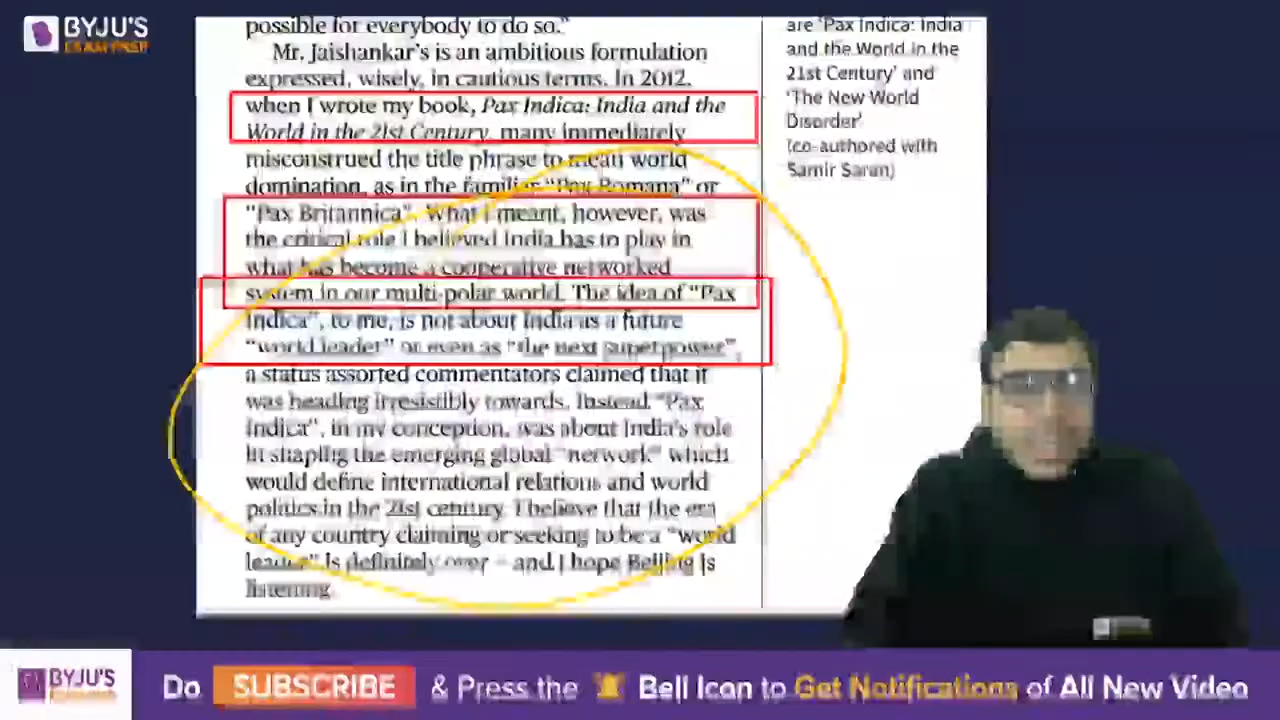 BYJU'S
EXAM PREP
possible for everybody to do so."
Mr. Jaishankar's is an ambitious formulation
expressed, wisely, in cautious terms. In 2012,
when I wrote my book, Pax Indica: India and the
World in the 21st Century, many immediately
misconstrued the title phrase to mean world
domination, as in the familiar "Pax Romana" or
"Pax Britannica". What I meant, however, was
the critical role I believed India has to play in
what has become a cooperative networked
system in our multi-polar world. The idea of "Pax
Indica", to me, is not about India as a future
"world leader" or even as "the next superpower",
a status assorted commentators claimed that it
was heading irresistibly towards. Instead, "Pax
Indica", in my conception, was about India's role
in shaping the emerging global "network" which
would define international relations and world
politics in the 21st century. I believe that the era
of any country claiming or seeking to be a "world
leader" is definitely over – and I hope Beijing is
listening.
are 'Pax Indica: India
and the World in the
21st Century' and
'The New World
Disorder'
(co-authored with
Samir Saran)
BYJU'S
EXAM PREP
Do SUBSCRIBE & Press the Bell Icon to Get Notifications of All New Video